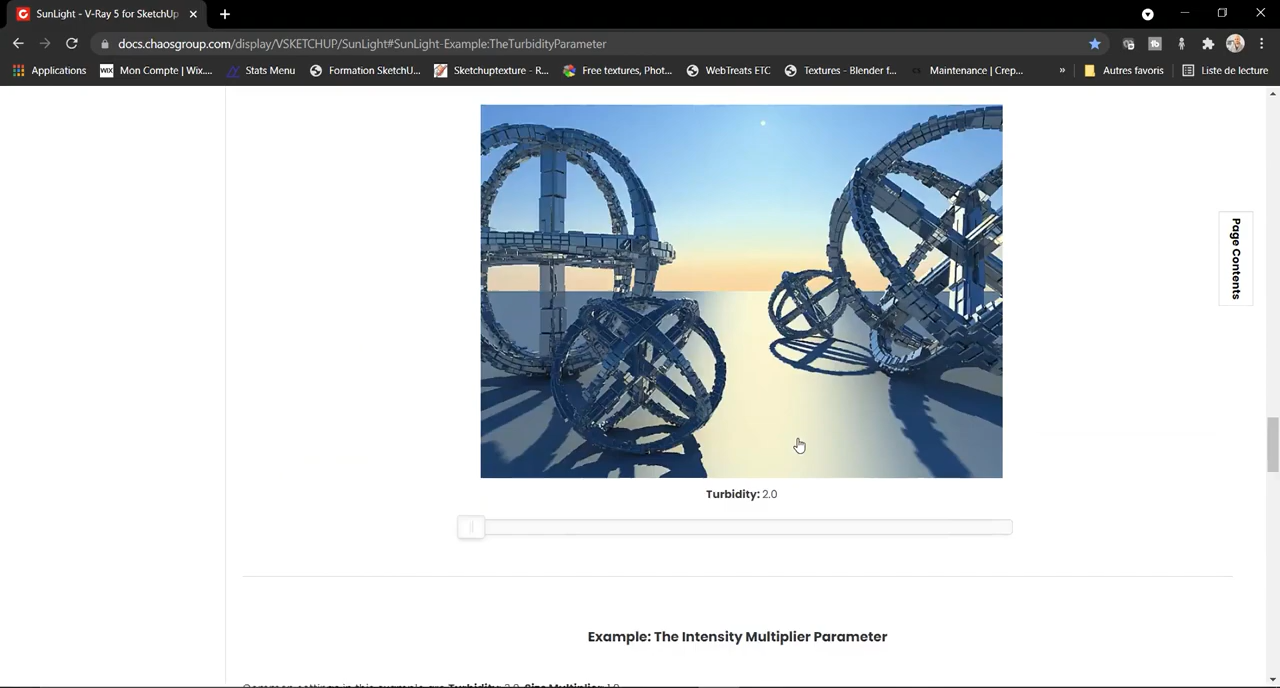 SunLight - V-Ray 5 for SketchUp
docs.chaosgroup.com/display/VSKETCHUP/SunLight#SunLight-Example:TheTurbidityParameter
Applications
Mon Compte | Wix....
Stats Menu
Formation SketchU...
Sketchuptexture - R...
Free textures, Phot...
WebTreats ETC
Textures - Blender f...
Maintenance | Crep...
»
Autres favoris
Liste de lecture
Page Contents
Turbidity: 2.0
Example: The Intensity Multiplier Parameter